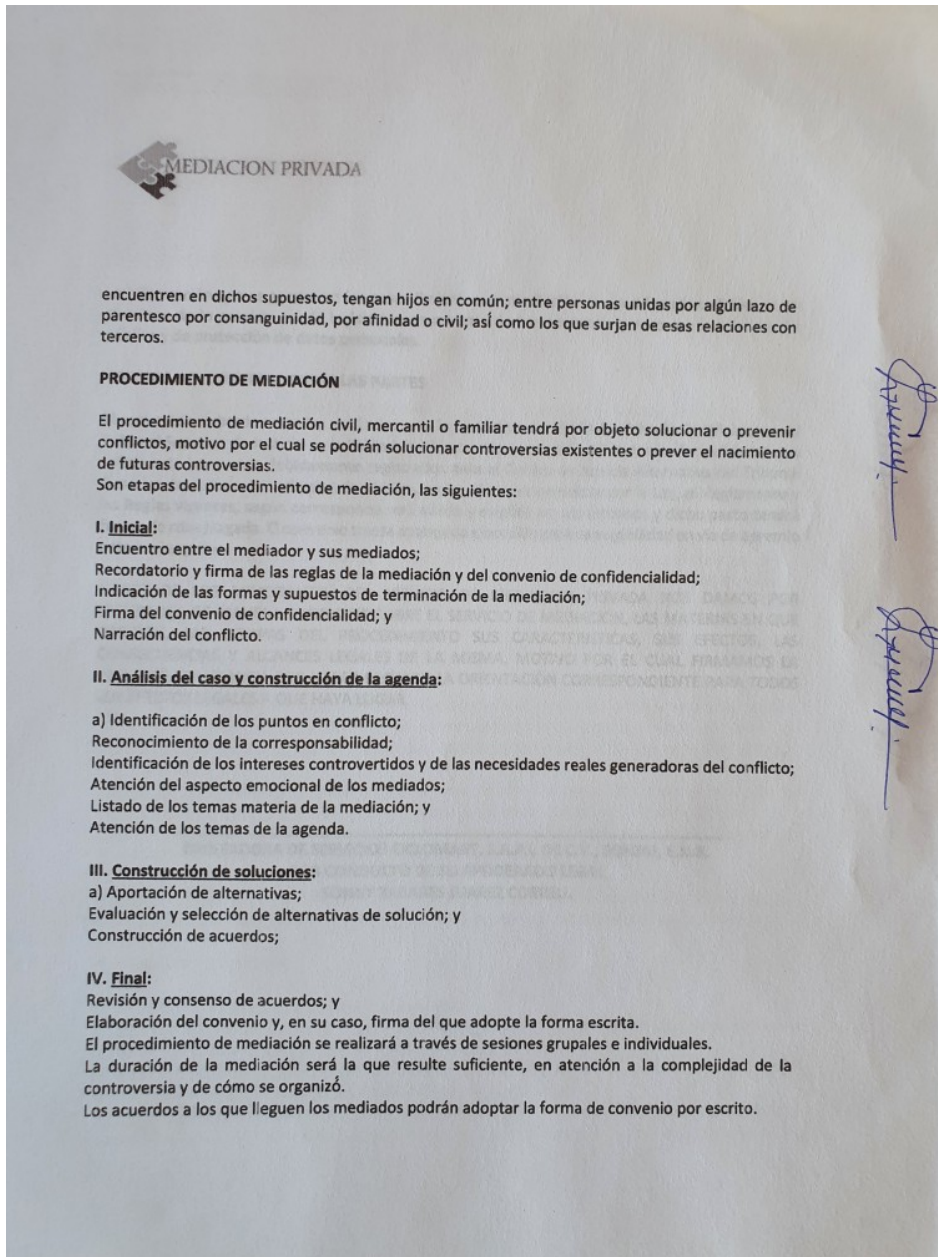 MEDIACION PRIVADA
encuentren en dichos supuestos, tengan hijos en común; entre personas unidas por algún lazo de
parentesco por consanguinidad, por afinidad o civil; así como los que surjan de esas relaciones con
terceros.
PROCEDIMIENTO DE MEDIACIÓN
El procedimiento de mediación civil, mercantil o familiar tendrá por objeto solucionar o prevenir
conflictos, motivo por el cual se podrán solucionar controversias existentes o prever el nacimiento
de futuras controversias.
Son etapas del procedimiento de mediación, las siguientes:
I. Inicial:
Encuentro entre el mediador y sus mediados;
Recordatorio y firma de las reglas de la mediación y del convenio de confidencialidad;
Indicación de las formas y supuestos de terminación de la mediación;
Firma del convenio de confidencialidad; y
Narración del conflicto.
II. Análisis del caso y construcción de la agenda:
a) Identificación de los puntos en conflicto;
Reconocimiento de la corresponsabilidad;
Identificación de los intereses controvertidos y de las necesidades reales generadoras del conflicto;
Atención del aspecto emocional de los mediados;
Listado de los temas materia de la mediación; y
Atención de los temas de la agenda.
III. Construcción de soluciones:
a) Aportación de alternativas;
Evaluación y selección de alternativas de solución; y
Construcción de acuerdos;
IV. Final:
Revisión y consenso de acuerdos; y
Elaboración del convenio y, en su caso, firma del que adopte la forma escrita.
El procedimiento de mediación se realizará a través de sesiones grupales e individuales.
La duración de la mediación será la que resulte suficiente, en atención a la complejidad de la
controversia y de cómo se organizó.
Los acuerdos a los que lleguen los mediados podrán adoptar la forma de convenio por escrito.